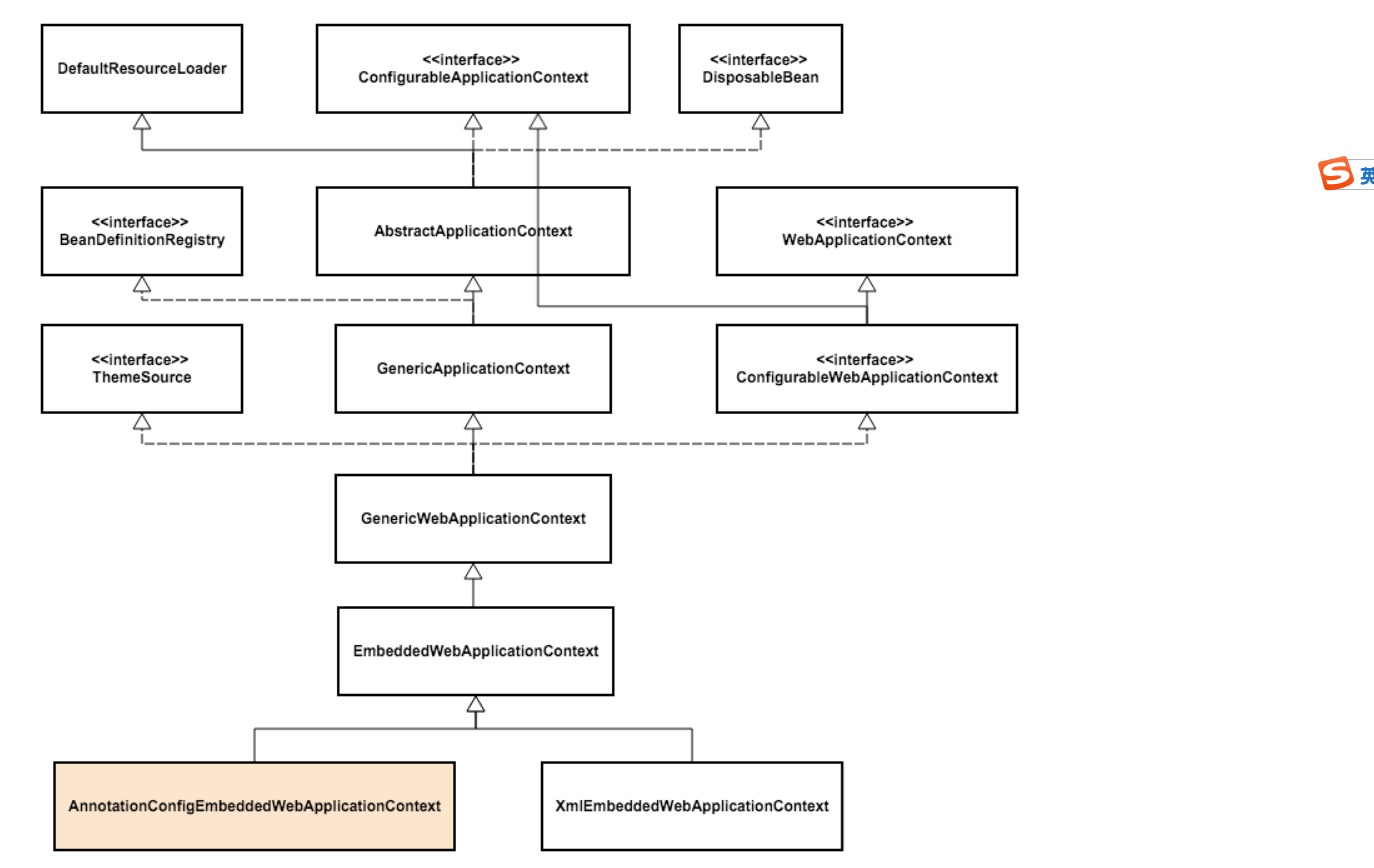 DefaultResourceLoader
<<interface>>
ConfigurableApplicationContext
<<interface>>
DisposableBean
<<interface>>
BeanDefinitionRegistry
AbstractApplicationContext
<<interface>>
WebApplicationContext
<<interface>>
ThemeSource
GenericApplicationContext
<<interface>>
ConfigurableWebApplicationContext
GenericWebApplicationContext
EmbeddedWebApplicationContext
AnnotationConfigEmbeddedWebApplicationContext
XmlEmbeddedWebApplicationContext
S 英